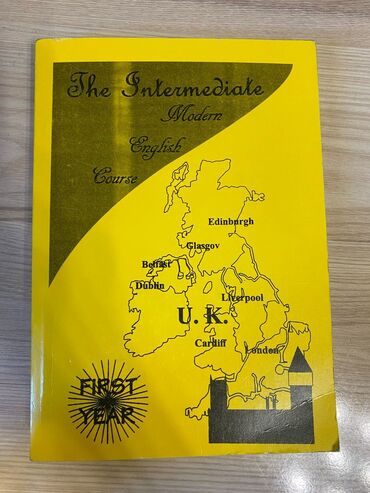 The Intermediate
Modern
English
Course
Edinburgh
Glasgov
Belfast
Dublin
Liverpool
U. K.
Cardiff
London
FIRST
YEAR